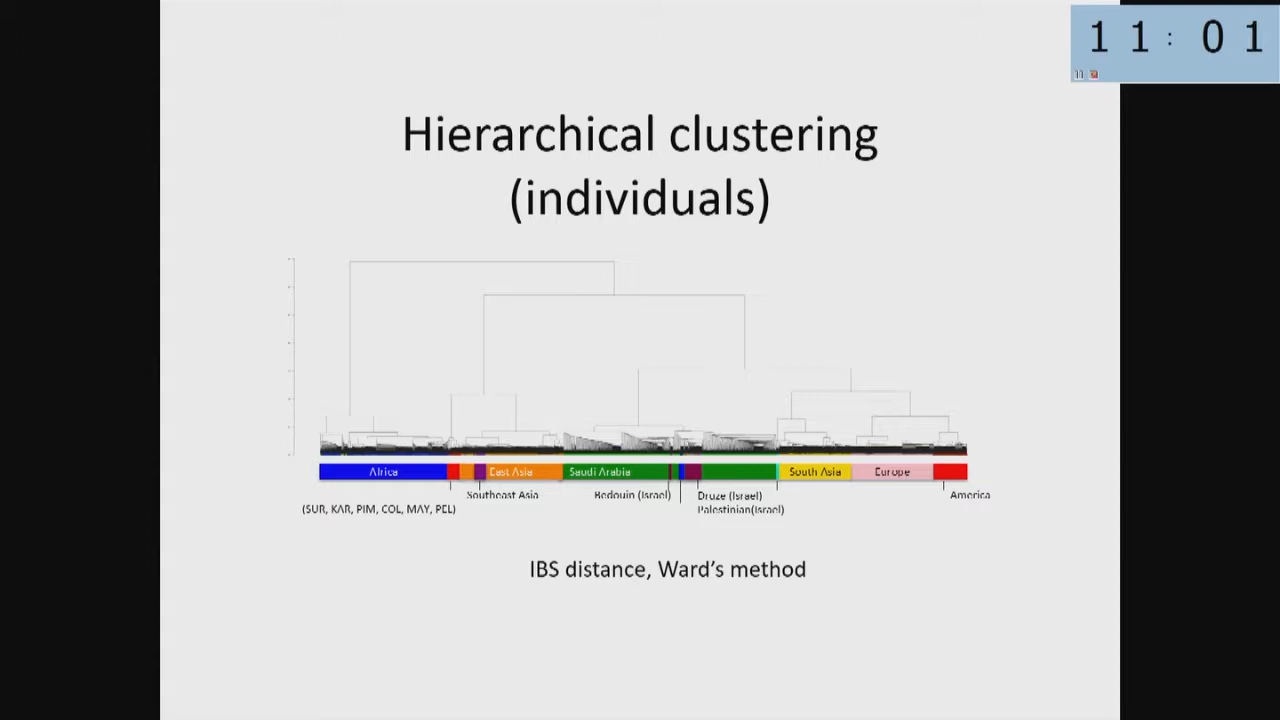 11:01
11
Hierarchical clustering
(individuals)
Africa
East Asia
Saudi Arabia
South Asia
Europe
Southeast Asia
Bedouin (Israel)
Druze (Israel)
America
(SUR, KAR, PIM, COL, MAY, PEL)
Palestinian(Israel)
IBS distance, Ward's method